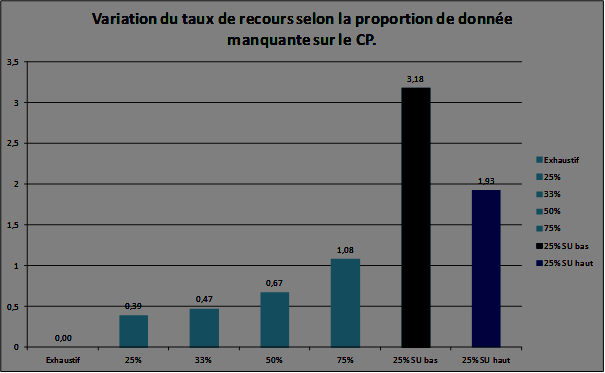 Variation du taux de recours selon la proportion de donnée
manquante sur le CP.
3,5
3
2,5
2
1,5
1
0,5
0
0,00
0,39
0,47
0,67
1,08
3,18
1,93
Exhaustif
25%
33%
50%
75%
25% SU bas
25% SU haut
Exhaustif
25%
33%
50%
75%
25% SU bas
25% SU haut